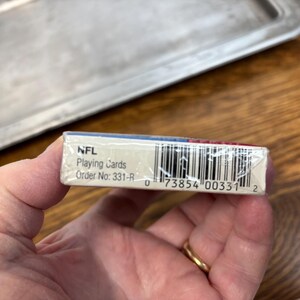 NFL
Playing Cards
Order No: 331-R
0 73854 00331 2